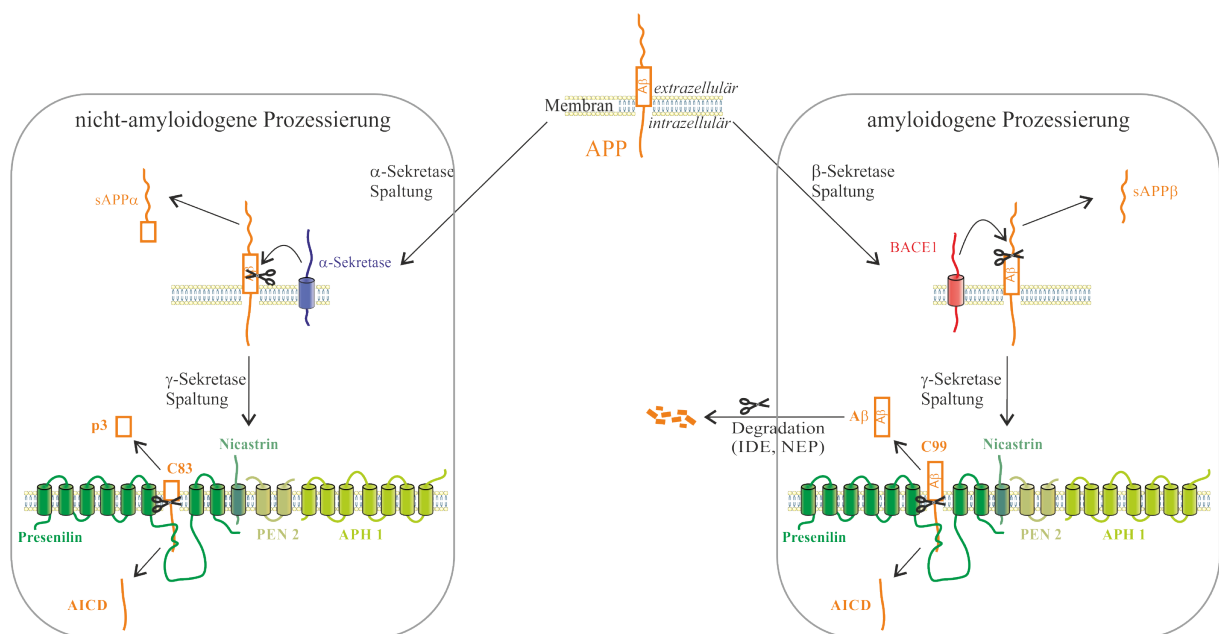 Aβ
extrazellulär
Membran
intrazellulär
APP
nicht-amyloidogene Prozessierung
α-Sekretase
Spaltung
sAPPα
α-Sekretase
γ-Sekretase
Spaltung
p3
C83
Nicastrin
Presenilin
PEN 2
APH 1
AICD
amyloidogene Prozessierung
β-Sekretase
Spaltung
sAPPβ
BACE1
Aβ
γ-Sekretase
Spaltung
Aβ
Aβ
Degradation
(IDE, NEP)
C99
Aβ
Nicastrin
Presenilin
PEN 2
APH 1
AICD